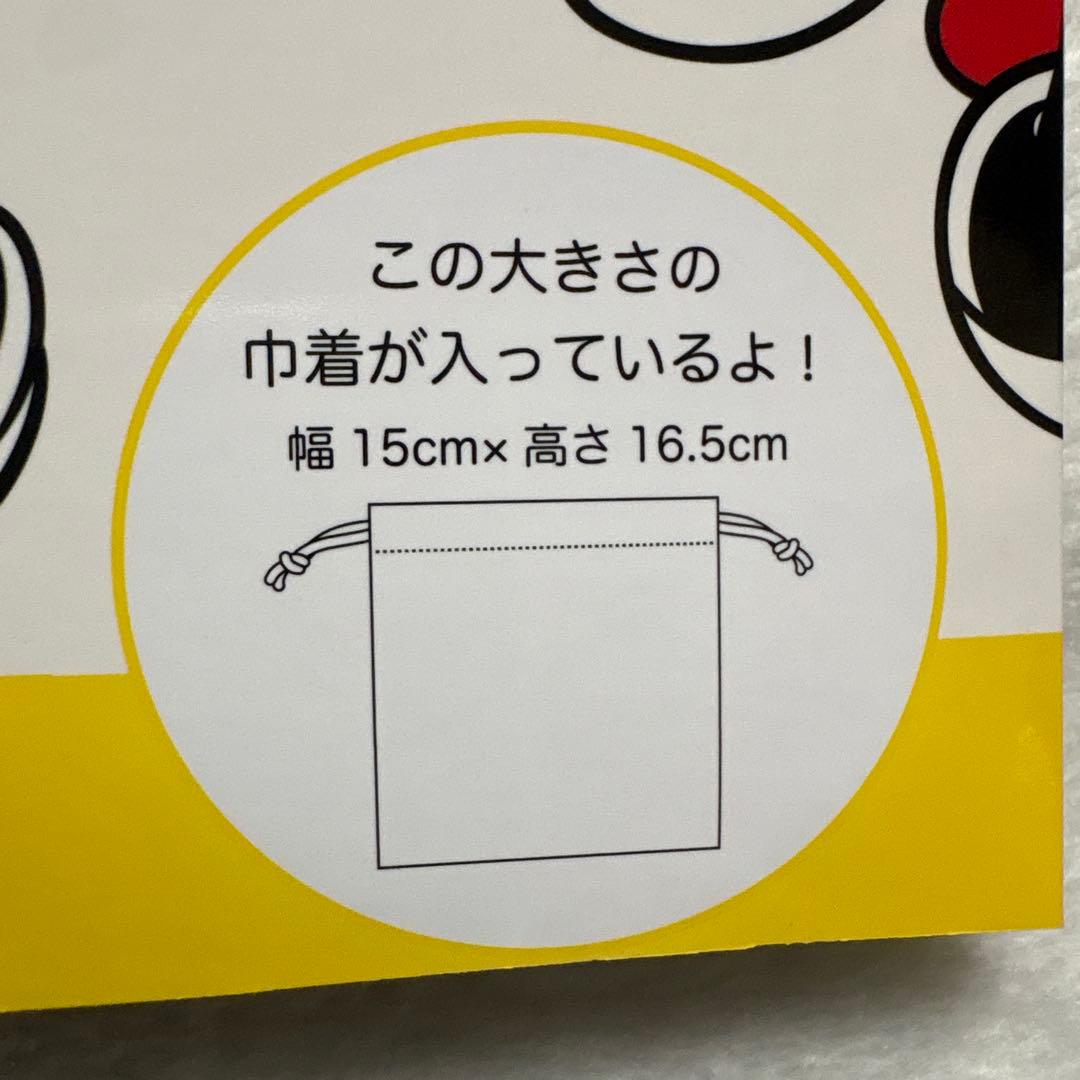 この大きさの
巾着が入っているよ！
幅 15cm× 高さ 16.5cm